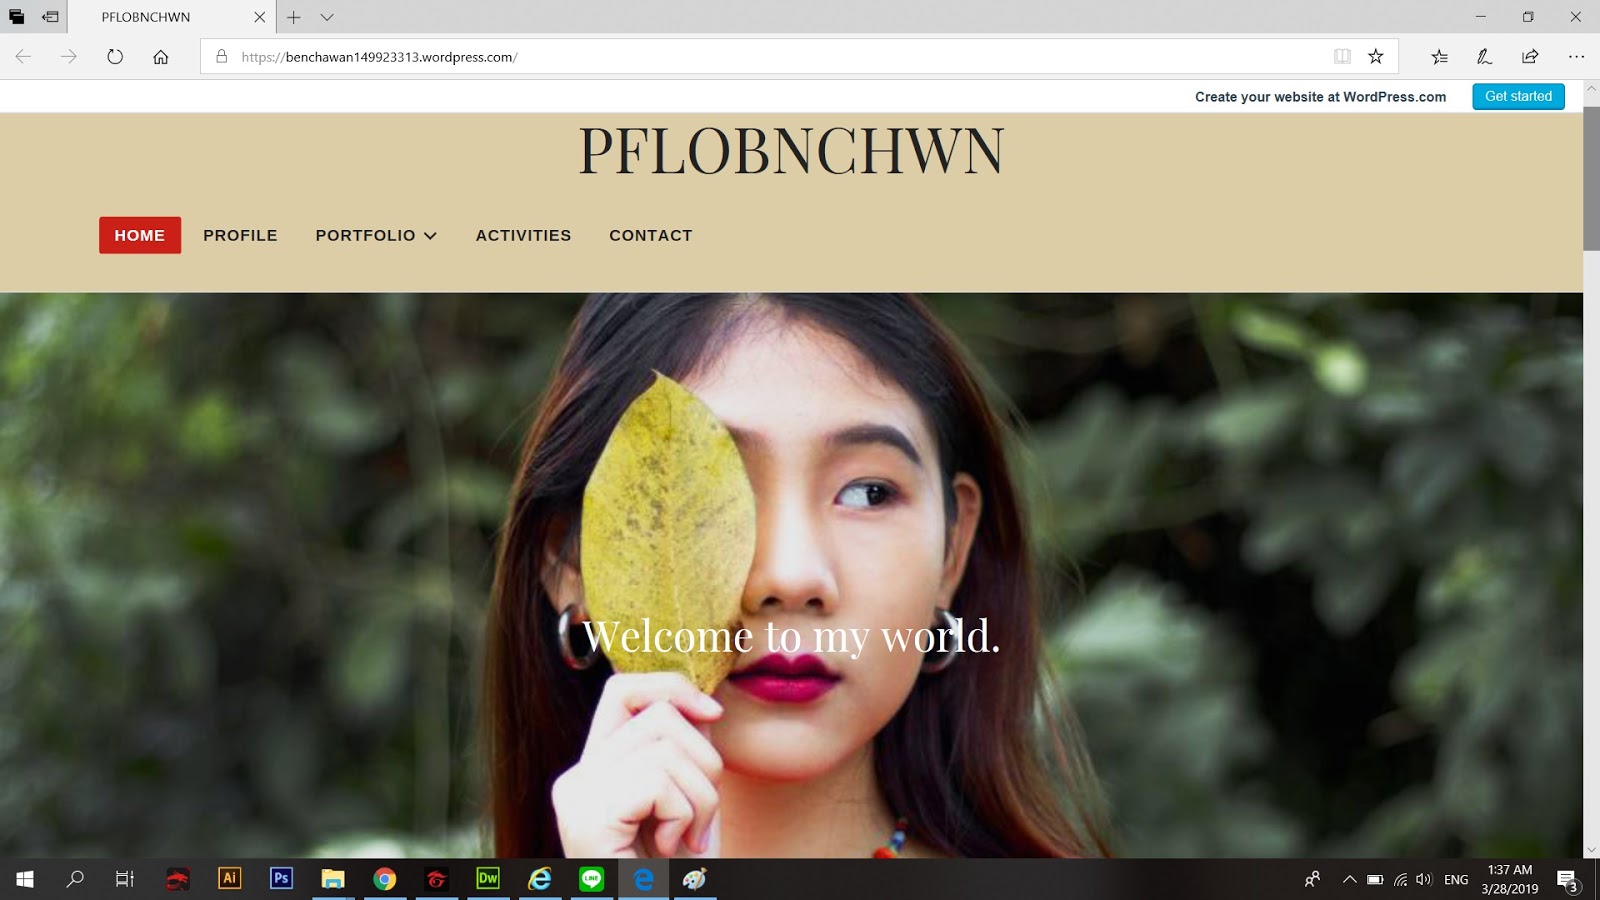 PFLOBNCHWN
https://benchawan149923313.wordpress.com/
Create your website at WordPress.com
Get started
PFLOBNCHWN
HOME
PROFILE
PORTFOLIO
ACTIVITIES
CONTACT
Welcome to my world.
Ai
Ps
Dw
LINE
ENG
1:37 AM
3/28/2019
3